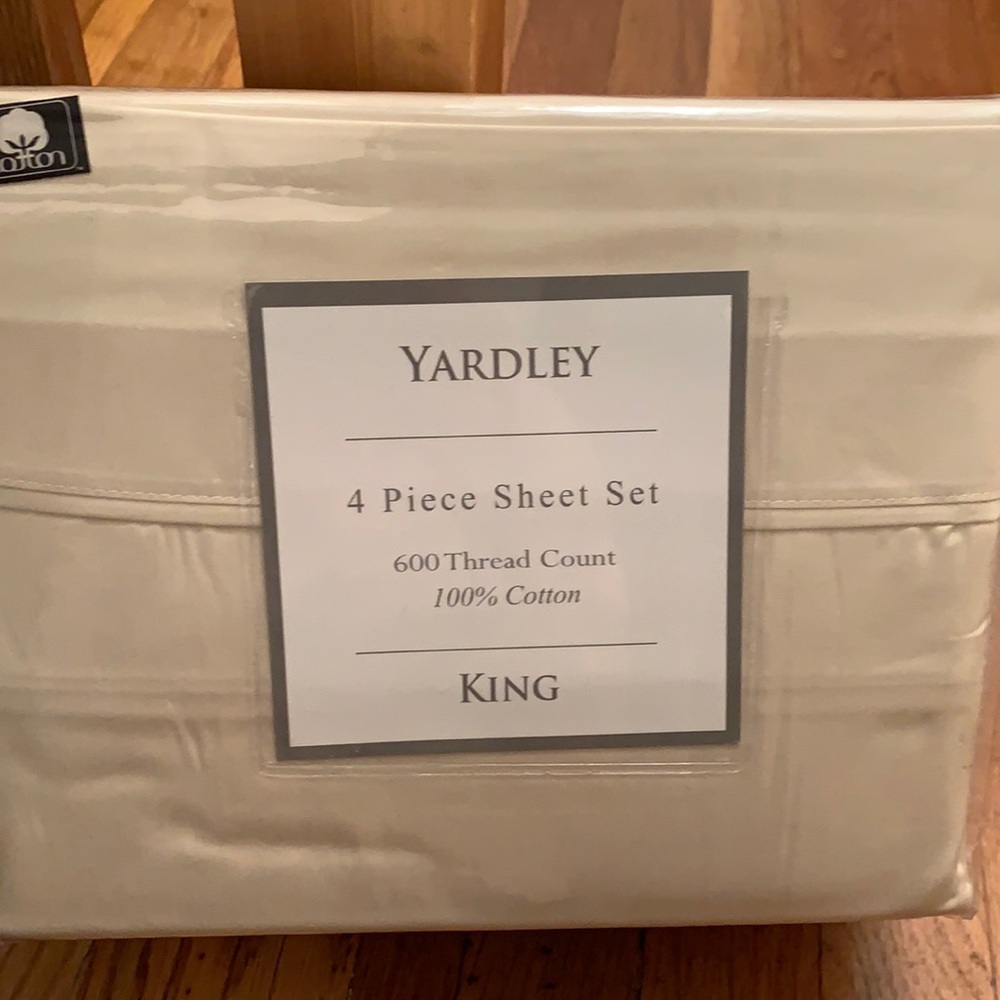 otton
YARDLEY
4 Piece Sheet Set
600 Thread Count
100% Cotton
KING